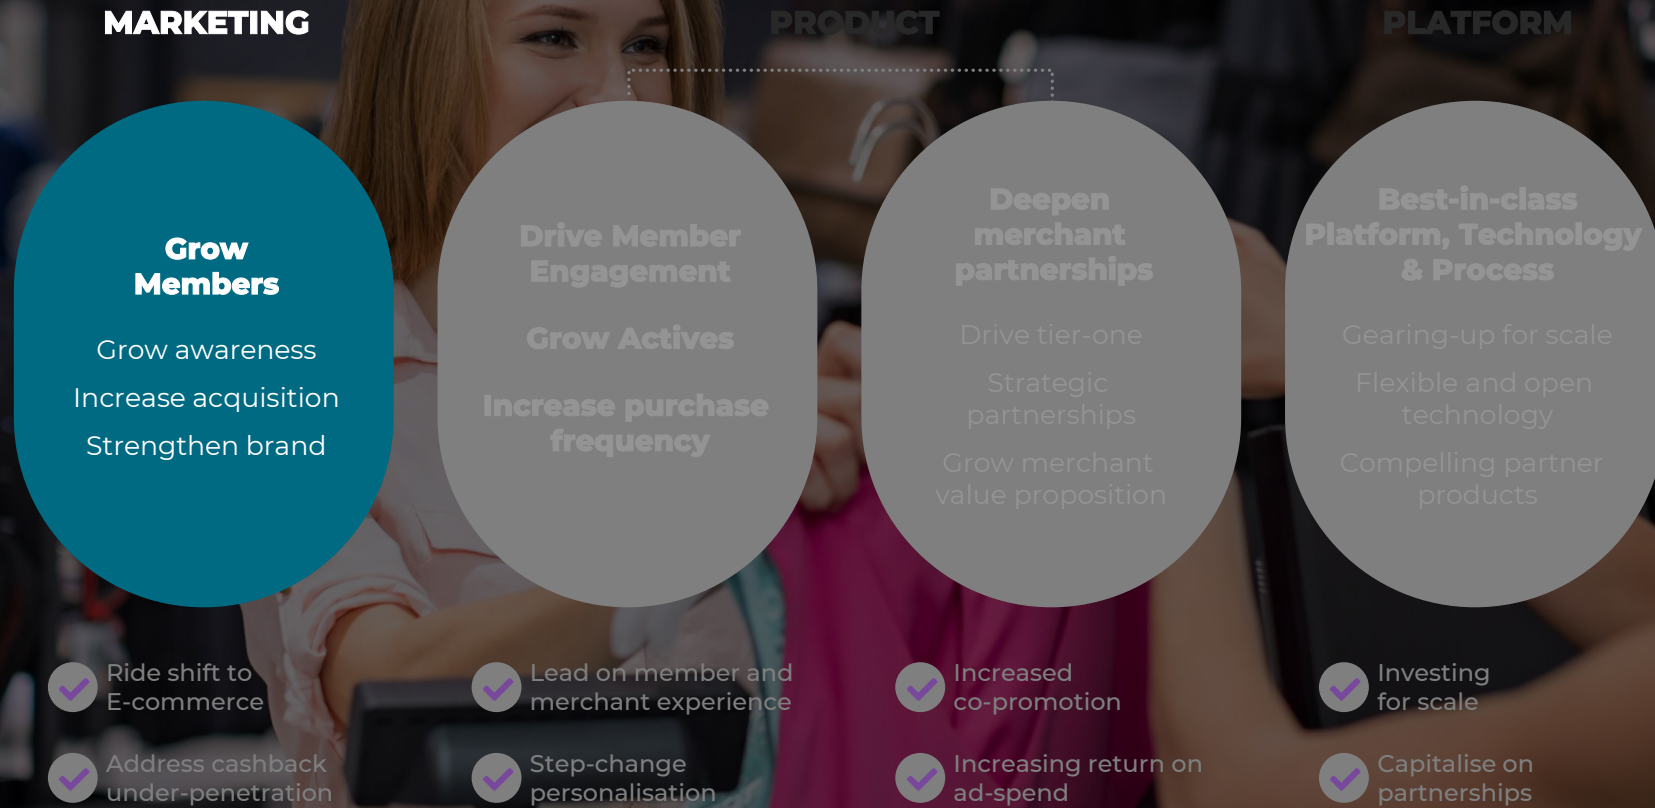 MARKETING
PRODUCT
PLATFORM
Grow
Members
Grow awareness
Increase acquisition
Strengthen brand
Drive Member
Engagement
Grow Actives
Increase purchase
frequency
Deepen
merchant
partnerships
Drive tier-one
Strategic
partnerships
Grow merchant
value proposition
Best-in-class
Platform, Technology
& Process
Gearing-up for scale
Flexible and open
technology
Compelling partner
products
Ride shift to
E-commerce
Address cashback
under-penetration
Lead on member and
merchant experience
Step-change
personalisation
Increased
co-promotion
Increasing return on
ad-spend
Investing
for scale
Capitalise on
partnerships